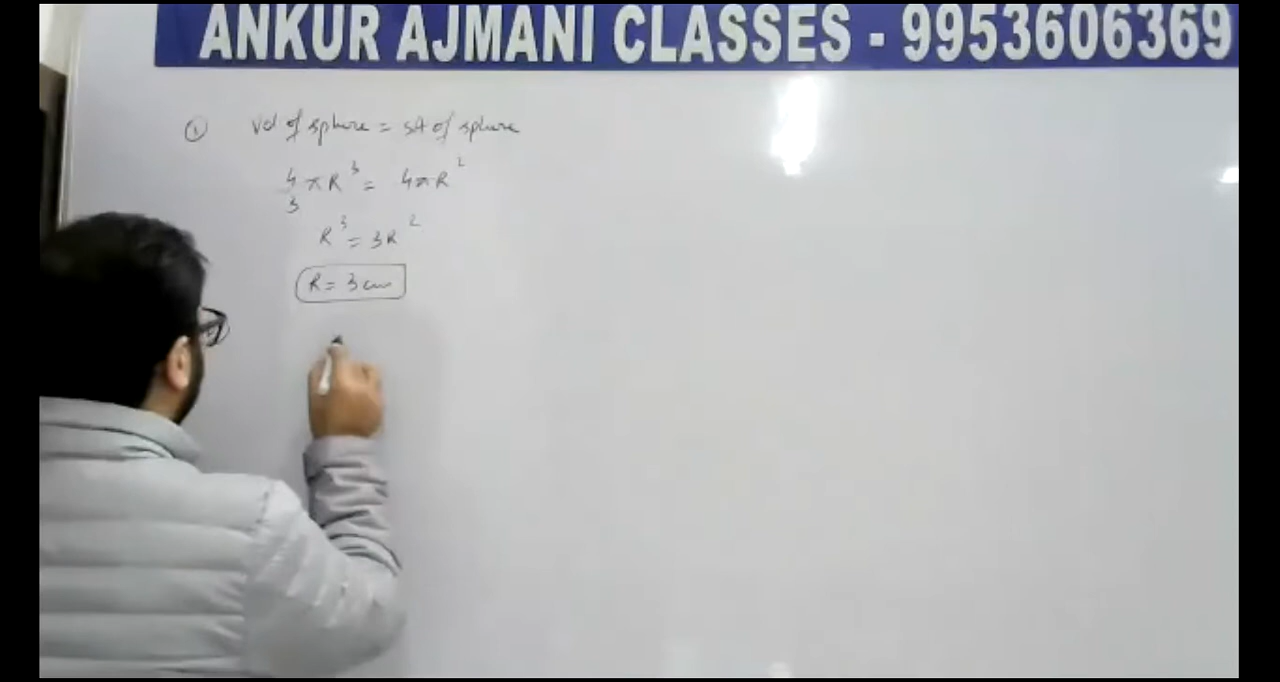 ANKUR AJMANI CLASSES - 9953606369
① Vol of sphere = SA of sphere
4/3 πR³ = 4πR²
R³ = 3R²
R = 3 cm